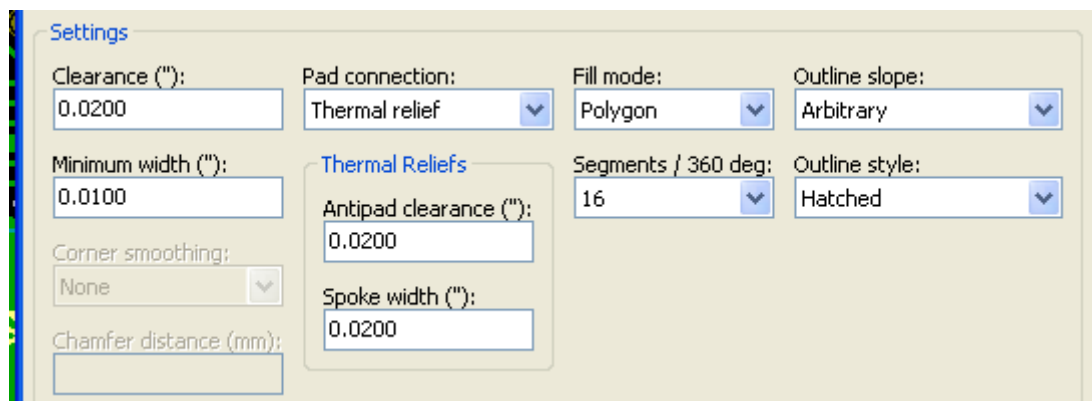 Settings
Clearance ("):
0.0200
Pad connection:
Thermal relief
Fill mode:
Polygon
Outline slope:
Arbitrary
Minimum width ("):
0.0100
Thermal Reliefs
Segments / 360 deg:
16
Outline style:
Hatched
Antipad clearance ("):
0.0200
Corner smoothing:
None
Spoke width ("):
0.0200
Chamfer distance (mm):